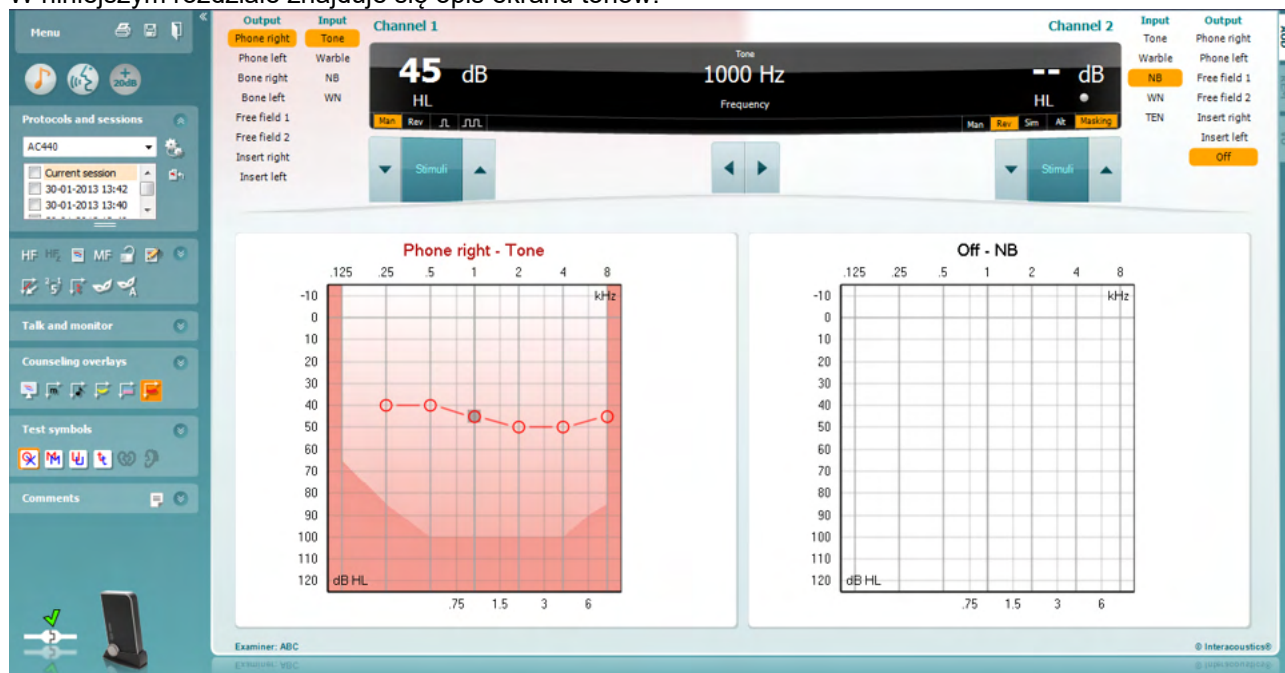 W niniejszym rozdziale znajduje się opis ekranu tonów.
Menu
+20dB
Protocols and sessions
AC440
Current session
30-01-2013 13:42
30-01-2013 13:40
HF HF2 MF
Talk and monitor
Counseling overlays
Test symbols
Comments
Output Input
Phone right Tone
Phone left Warble
Bone right NB
Bone left WN
Free field 1
Free field 2
Insert right
Insert left
Channel 1
Channel 2
45 dB
HL
Man Rev
Tone
1000 Hz
Frequency
-- dB
HL
Man Rev Sim Alt Masking
Stimuli
Stimuli
Input Output
Tone Phone right
Warble Phone left
NB Free field 1
WN Free field 2
TEN Insert right
Insert left
Off
Phone right - Tone
.125 .25 .5 1 2 4 8
kHz
-10
0
10
20
30
40
50
60
70
80
90
100
110
120
dB HL
.75 1.5 3 6
Off - NB
.125 .25 .5 1 2 4 8
kHz
-10
0
10
20
30
40
50
60
70
80
90
100
110
120
dB HL
.75 1.5 3 6
Examiner: ABC
© Interacoustics®